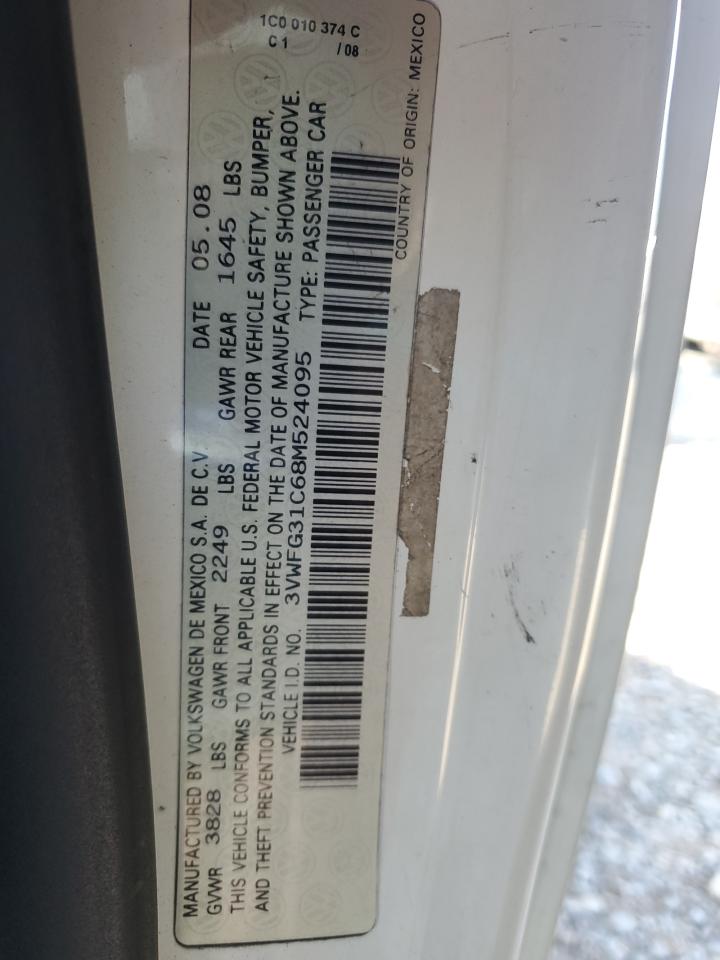 MANUFACTURED BY VOLKSWAGEN DE MEXICO S.A. DE C.V. DATE 05.08
GVWR 3828 LBS GAWR FRONT 2249 LBS GAWR REAR 1645 LBS
THIS VEHICLE CONFORMS TO ALL APPLICABLE U.S. FEDERAL MOTOR VEHICLE SAFETY, BUMPER,
AND THEFT PREVENTION STANDARDS IN EFFECT ON THE DATE OF MANUFACTURE SHOWN ABOVE.
VEHICLE I.D. NO. 3VWFG31C68M524095 TYPE: PASSENGER CAR
COUNTRY OF ORIGIN: MEXICO
1C0 010 374 C
C 1 / 08